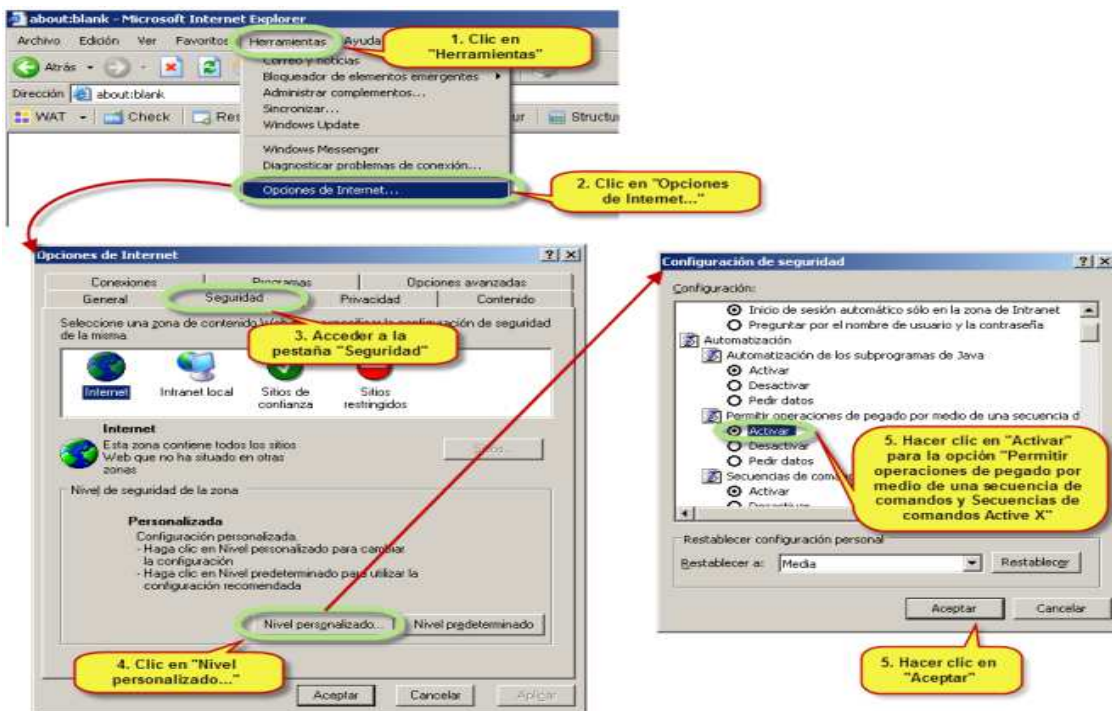 about:blank - Microsoft Internet Explorer
Archivo Edición Ver Favoritos Herramientas Ayuda
1. Clic en
"Herramientas"
Atrás
Correo y noticias
Bloqueador de elementos emergentes
Dirección about:blank
Administrar complementos...
Sincronizar...
WAT Check Res
Windows Update
ur Structu
Windows Messenger
Diagnosticar problemas de conexión...
Opciones de Internet...
2. Clic en "Opciones
de Internet..."
Opciones de Internet
Conexiones Programas Opciones avanzadas
General Seguridad Privacidad Contenido
Seleccione una zona de contenido la configuración de seguridad
de la misma
3. Acceder a la
pestaña "Seguridad"
Internet Intranet local Sitios de
confianza Sitios
restringidos
Internet
Esta zona contiene todos los sitios
Web que no ha situado en otras
zonas
Sitios...
Nivel de seguridad de la zona
Personalizada
Configuración personalizada.
- Haga clic en Nivel personalizado para cambiar
la configuración
- Haga clic en Nivel predeterminado para utilizar la
configuración recomendada
Nivel personalizado... Nivel predeterminado
4. Clic en "Nivel
personalizado..."
Aceptar Cancelar Aplicar
Configuración de seguridad
Configuración:
Inicio de sesión automático sólo en la zona de Intranet
Preguntar por el nombre de usuario y la contraseña
Automatización
Automatización de los subprogramas de Java
Activar
Desactivar
Pedir datos
Permitir operaciones de pegado por medio de una secuencia d
Activar
Desactivar
Pedir datos
Secuencias de com
Activar
Desactivar
5. Hacer clic en "Activar"
para la opción "Permitir
operaciones de pegado por
medio de una secuencia de
comandos y Secuencias de
comandos Active X"
Restablecer configuración personal
Restablecer a: Media Restablecer
Aceptar Cancelar
5. Hacer clic en
"Aceptar"